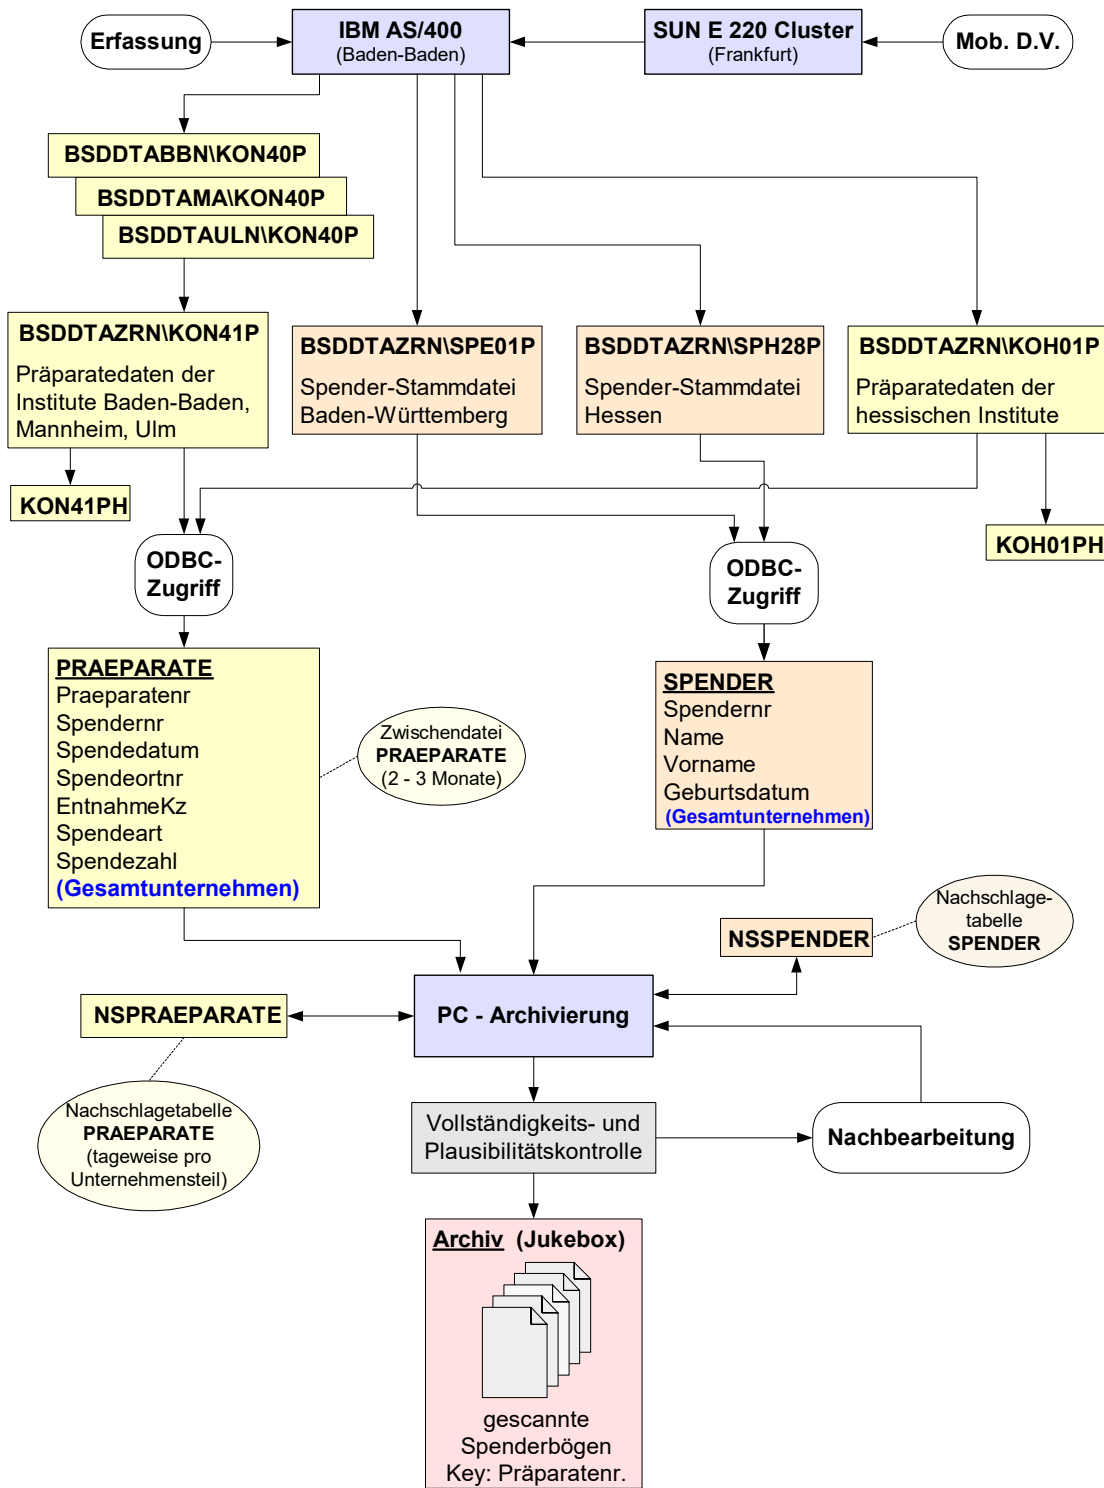 Erfassung
IBM AS/400
(Baden-Baden)
SUN E 220 Cluster
(Frankfurt)
Mob. D.V.
BSDDTABBN\KON40P
BSDDTAMA\KON40P
BSDDTAULN\KON40P
BSDDTAZRN\KON41P
Präparatedaten der
Institute Baden-Baden,
Mannheim, Ulm
BSDDTAZRN\SPE01P
Spender-Stammdatei
Baden-Württemberg
BSDDTAZRN\SPH28P
Spender-Stammdatei
Hessen
BSDDTAZRN\KOH01P
Präparatedaten der
hessischen Institute
KON41PH
KOH01PH
ODBC-
Zugriff
ODBC-
Zugriff
PRAEPARATE
Praeparatenr
Spendernr
Spendedatum
Spendeortnr
EntnahmeKz
Spendeart
Spendezahl
(Gesamtunternehmen)
Zwischendatei
PRAEPARATE
(2 - 3 Monate)
SPENDER
Spendernr
Name
Vorname
Geburtsdatum
(Gesamtunternehmen)
NSSPENDER
Nachschlage-
tabelle
SPENDER
NSPRAEPARATE
PC - Archivierung
Nachschlagetabelle
PRAEPARATE
(tageweise pro
Unternehmensteil)
Vollständigkeits- und
Plausibilitätskontrolle
Nachbearbeitung
Archiv (Jukebox)
gescannte
Spenderbögen
Key: Präparatenr.